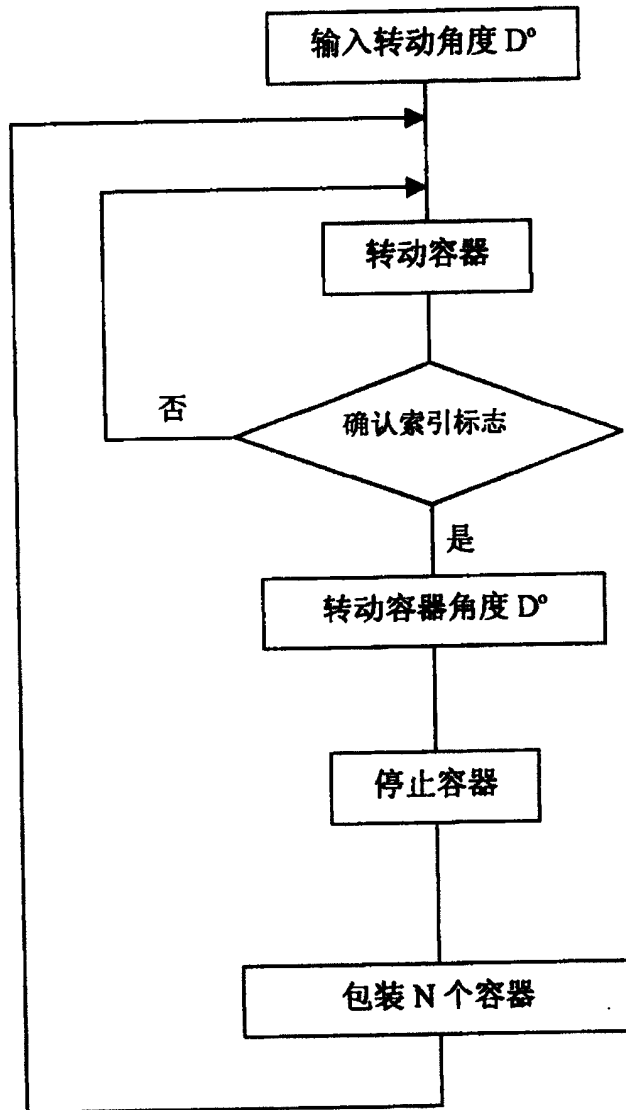 输入转动角度 D°
转动容器
否
确认索引标志
是
转动容器角度 D°
停止容器
包装 N 个容器